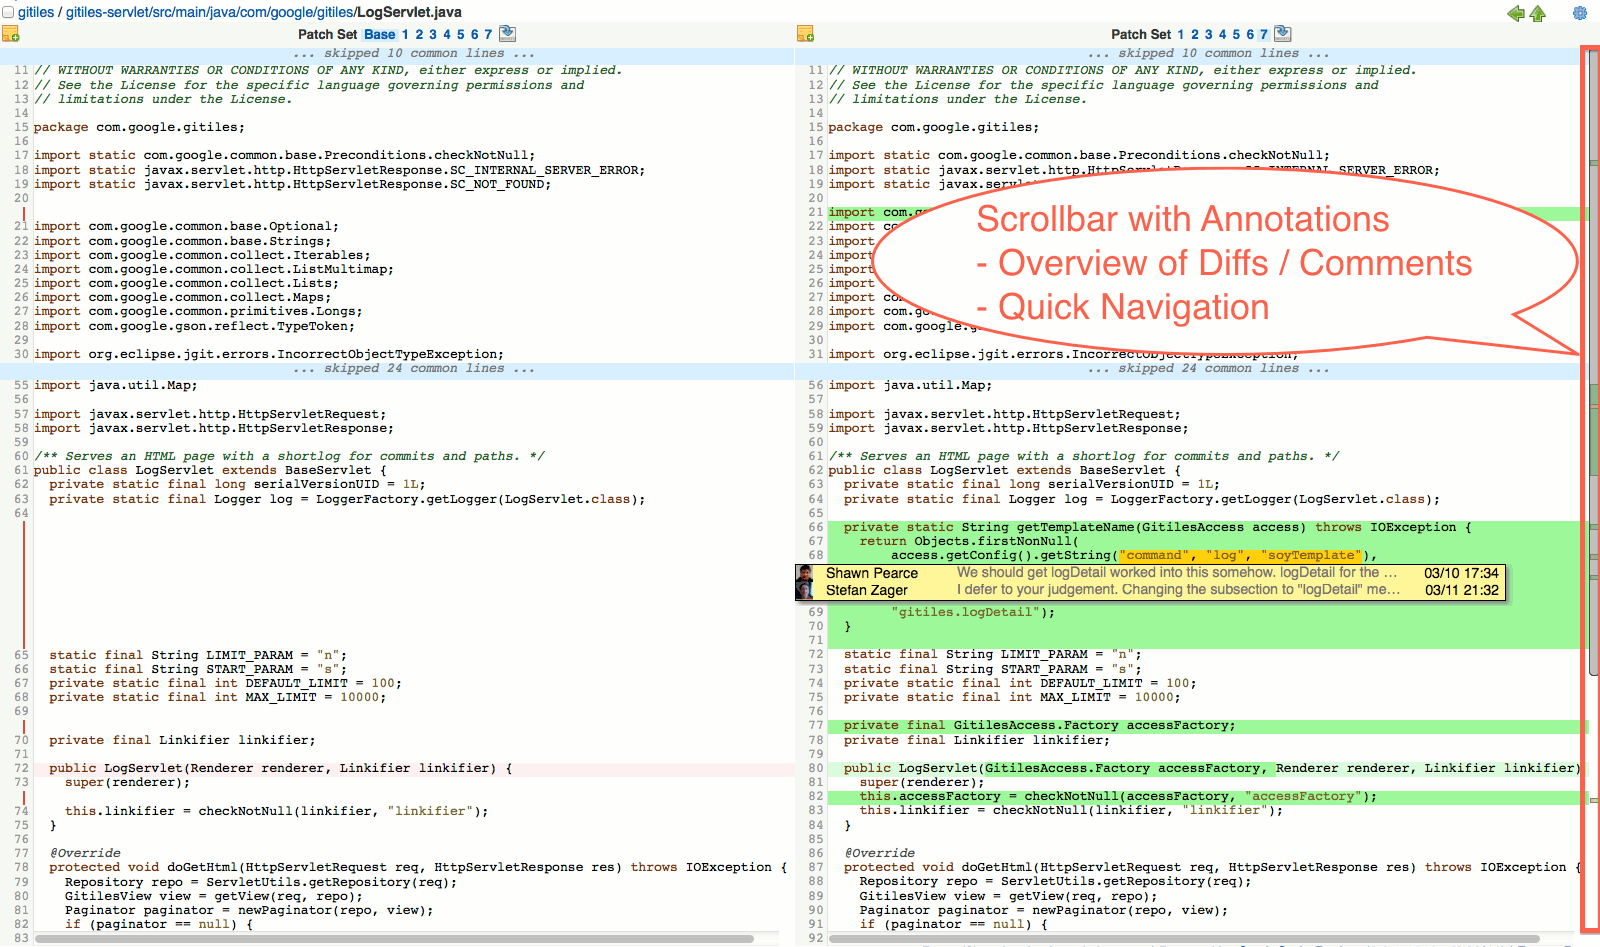 gitiles / gitiles-servlet/src/main/java/com/google/gitiles/LogServlet.java
Patch Set Base 1 2 3 4 5 6 7
... skipped 10 common lines ...
11 // WITHOUT WARRANTIES OR CONDITIONS OF ANY KIND, either express or implied.
12 // See the License for the specific language governing permissions and
13 // limitations under the License.
14
15 package com.google.gitiles;
16
17 import static com.google.common.base.Preconditions.checkNotNull;
18 import static javax.servlet.http.HttpServletResponse.SC_INTERNAL_SERVER_ERROR;
19 import static javax.servlet.http.HttpServletResponse.SC_NOT_FOUND;
20
21 import com.google.common.base.Optional;
22 import com.google.common.base.Strings;
23 import com.google.common.collect.Iterables;
24 import com.google.common.collect.ListMultimap;
25 import com.google.common.collect.Lists;
26 import com.google.common.collect.Maps;
27 import com.google.common.primitives.Longs;
28 import com.google.gson.reflect.TypeToken;
29
30 import org.eclipse.jgit.errors.IncorrectObjectTypeException;
... skipped 24 common lines ...
55 import java.util.Map;
56
57 import javax.servlet.http.HttpServletRequest;
58 import javax.servlet.http.HttpServletResponse;
59
60 /** Serves an HTML page with a shortlog for commits and paths. */
61 public class LogServlet extends BaseServlet {
62 private static final long serialVersionUID = 1L;
63 private static final Logger log = LoggerFactory.getLogger(LogServlet.class);
64
65 static final String LIMIT_PARAM = "n";
66 static final String START_PARAM = "s";
67 private static final int DEFAULT_LIMIT = 100;
68 private static final int MAX_LIMIT = 10000;
69
70 private final Linkifier linkifier;
71
72 public LogServlet(Renderer renderer, Linkifier linkifier) {
73 super(renderer);
74 this.linkifier = checkNotNull(linkifier, "linkifier");
75 }
76
77 @Override
78 protected void doGetHtml(HttpServletRequest req, HttpServletResponse res) throws IOException {
79 Repository repo = ServletUtils.getRepository(req);
80 GitilesView view = getView(req, repo);
81 Paginator paginator = newPaginator(repo, view);
82 if (paginator == null) {
83
Patch Set 1 2 3 4 5 6 7
... skipped 10 common lines ...
11 // WITHOUT WARRANTIES OR CONDITIONS OF ANY KIND, either express or implied.
12 // See the License for the specific language governing permissions and
13 // limitations under the License.
14
15 package com.google.gitiles;
16
17 import static com.google.common.base.Preconditions.checkNotNull;
18 import static javax.servlet.http.HttpServletResponse.SC_INTERNAL_SERVER_ERROR;
19 import static javax.serv
20
21 import com.g
22 import co
23 import
24 import
25 import
26 import
27 import co
28 import com.go
29 import com.google.g
30
31 import org.eclipse.jgit.errors.IncorrectObjectTypeException;
Scrollbar with Annotations
- Overview of Diffs / Comments
- Quick Navigation
... skipped 24 common lines ...
56 import java.util.Map;
57
58 import javax.servlet.http.HttpServletRequest;
59 import javax.servlet.http.HttpServletResponse;
60
61 /** Serves an HTML page with a shortlog for commits and paths. */
62 public class LogServlet extends BaseServlet {
63 private static final long serialVersionUID = 1L;
64 private static final Logger log = LoggerFactory.getLogger(LogServlet.class);
65
66 private static String getTemplateName(GitilesAccess access) throws IOException {
67 return Objects.firstNonNull(
68 access.getConfig().getString("command", "log", "soyTemplate"),
Shawn Pearce We should get logDetail worked into this somehow. logDetail for the ... 03/10 17:34
Stefan Zager I defer to your judgement. Changing the subsection to "logDetail" me... 03/11 21:32
69 "gitiles.logDetail");
70 }
71
72 static final String LIMIT_PARAM = "n";
73 static final String START_PARAM = "s";
74 private static final int DEFAULT_LIMIT = 100;
75 private static final int MAX_LIMIT = 10000;
76
77 private final GitilesAccess.Factory accessFactory;
78 private final Linkifier linkifier;
79
80 public LogServlet(GitilesAccess.Factory accessFactory, Renderer renderer, Linkifier linkifier)
81 super(renderer);
82 this.accessFactory = checkNotNull(accessFactory, "accessFactory");
83 this.linkifier = checkNotNull(linkifier, "linkifier");
84 }
85
86 @Override
87 protected void doGetHtml(HttpServletRequest req, HttpServletResponse res) throws IOException {
88 Repository repo = ServletUtils.getRepository(req);
89 GitilesView view = getView(req, repo);
90 Paginator paginator = newPaginator(repo, view);
91 if (paginator == null) {
92